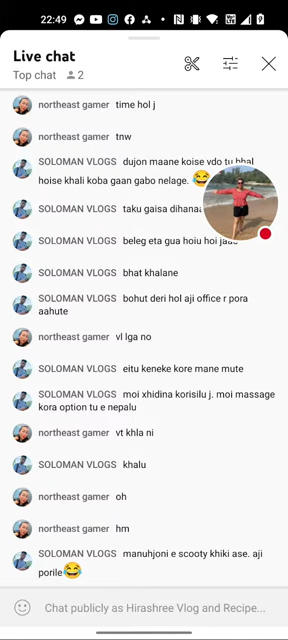 22:49
Live chat
Top chat 2
northeast gamer time hol j
northeast gamer tnw
SOLOMAN VLOGS dujon maane koise vdo tu bhal
hoise khali koba gaan gabo nelage. 😂
SOLOMAN VLOGS taku gaisa
SOLOMAN VLOGS beleg eta gua hoiu hoi
SOLOMAN VLOGS bhat khalane
SOLOMAN VLOGS bohut deri hol aji office r pora
aahute
northeast gamer vl lga no
SOLOMAN VLOGS eitu keneke kore mane mute
SOLOMAN VLOGS moi xhidina korisilu j. moi massage
kora option tu e nepalu
northeast gamer vt khla ni
SOLOMAN VLOGS khalu
northeast gamer oh
northeast gamer hm
SOLOMAN VLOGS manuhjoni e scooty khiki ase. aji
porile😂
Chat publicly as Hirashree Vlog and Recipe...